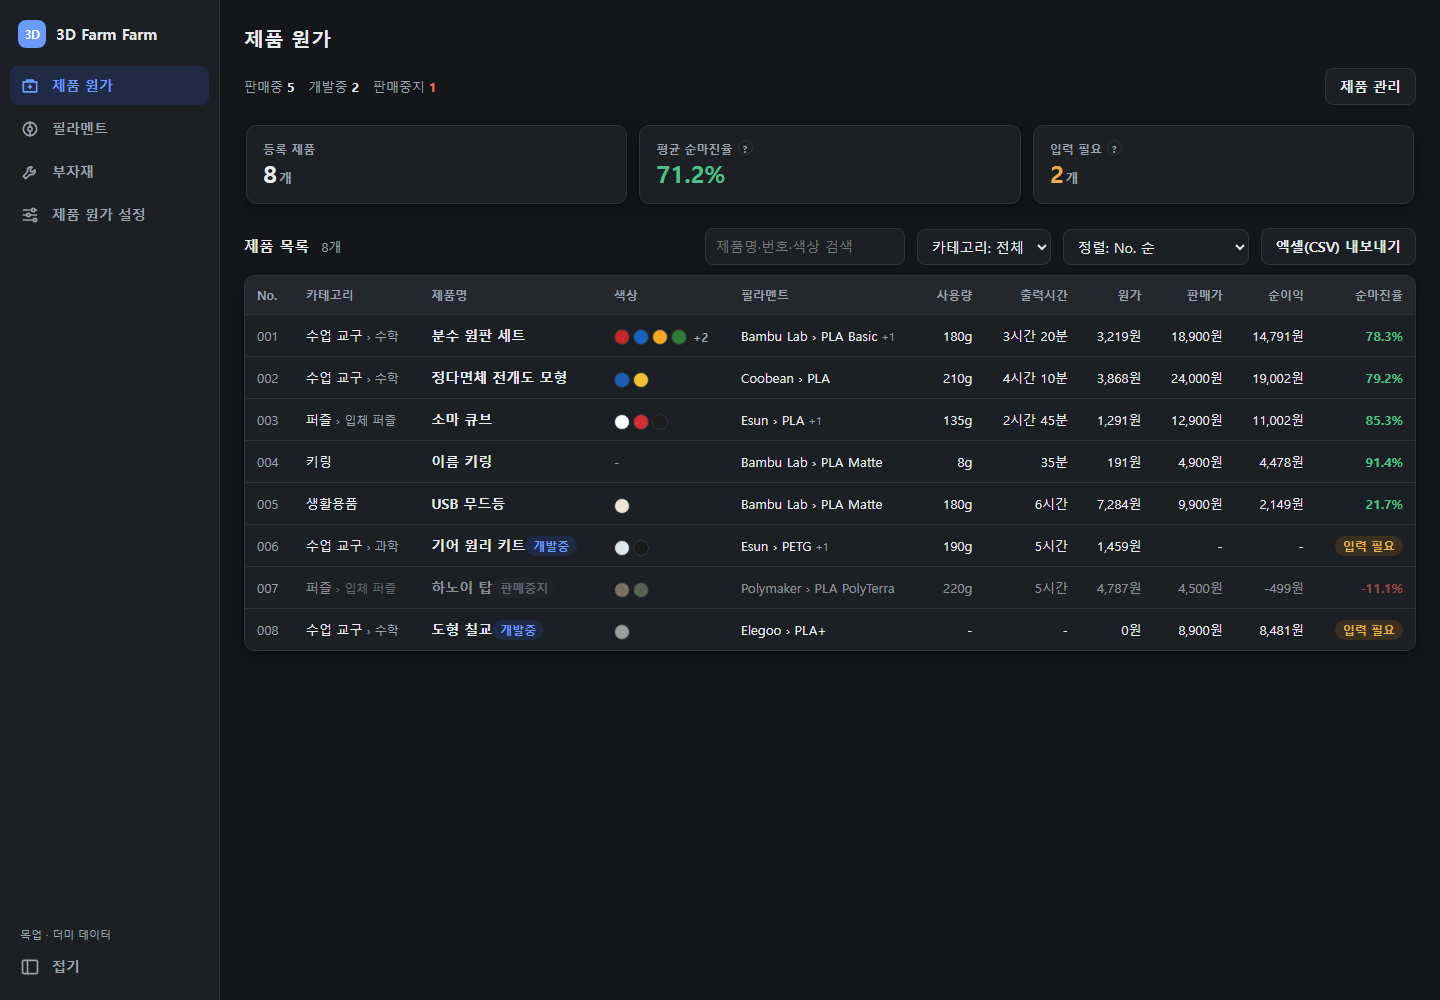 3D 3D Farm Farm
제품 원가
필라멘트
부자재
제품 원가 설정
목업 · 더미 데이터
접기
제품 원가
판매중 5 개발중 2 판매중지 1
제품 관리
등록 제품
8개
평균 순마진율 ?
71.2%
입력 필요 ?
2개
제품 목록 8개
제품명·번호·색상 검색
카테고리: 전체
정렬: No. 순
엑셀(CSV) 내보내기
No. 카테고리 제품명 색상 필라멘트 사용량 출력시간 원가 판매가 순이익 순마진율
001 수업 교구 › 수학 분수 원판 세트 +2 Bambu Lab › PLA Basic +1 180g 3시간 20분 3,219원 18,900원 14,791원 78.3%
002 수업 교구 › 수학 정다면체 전개도 모형 Coobean › PLA 210g 4시간 10분 3,868원 24,000원 19,002원 79.2%
003 퍼즐 › 입체 퍼즐 소마 큐브 Esun › PLA +1 135g 2시간 45분 1,291원 12,900원 11,002원 85.3%
004 키링 이름 키링 - Bambu Lab › PLA Matte 8g 35분 191원 4,900원 4,478원 91.4%
005 생활용품 USB 무드등 Bambu Lab › PLA Matte 180g 6시간 7,284원 9,900원 2,149원 21.7%
006 수업 교구 › 과학 기어 원리 키트 개발중 Esun › PETG +1 190g 5시간 1,459원 - - 입력 필요
007 퍼즐 › 입체 퍼즐 하노이 탑 판매중지 Polymaker › PLA PolyTerra 220g 5시간 4,787원 4,500원 -499원 -11.1%
008 수업 교구 › 수학 도형 칠교 개발중 Elegoo › PLA+ - - 0원 8,900원 8,481원 입력 필요